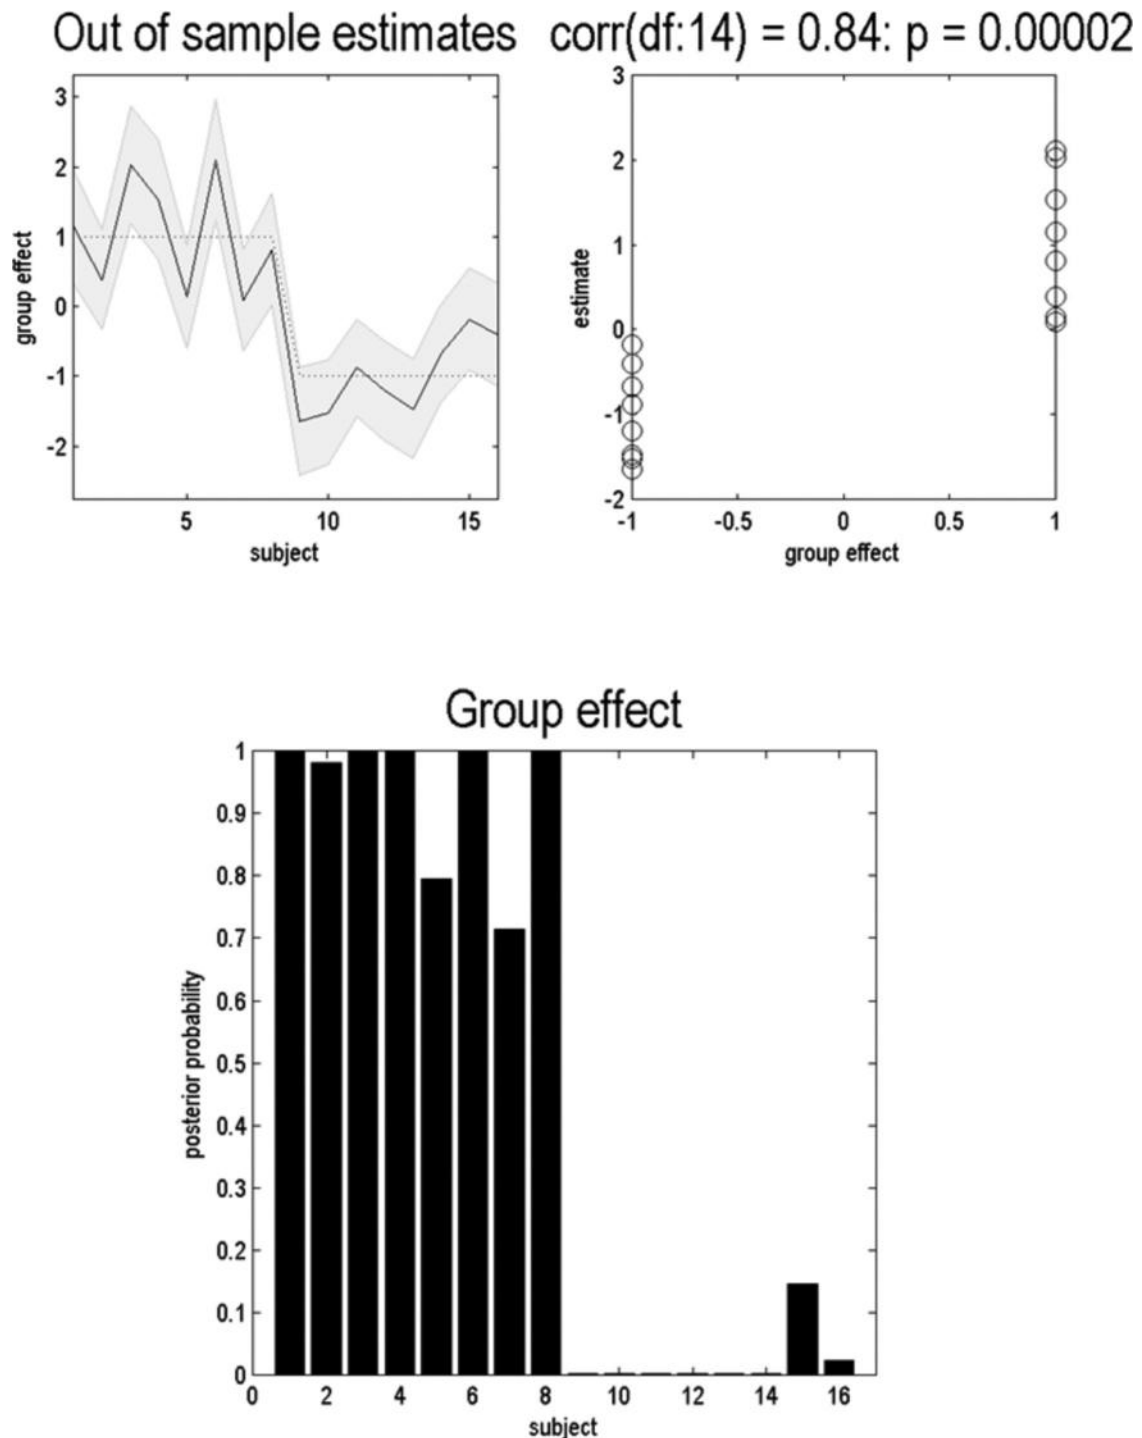 Out of sample estimates
corr(df:14) = 0.84: p = 0.00002
3
2
1
0
-1
-2
group effect
5 10 15
subject
3
2
1
0
-1
-2
estimate
-1 -0.5 0 0.5 1
group effect
Group effect
1
0.9
0.8
0.7
0.6
0.5
0.4
0.3
0.2
0.1
0
posterior probability
0 2 4 6 8 10 12 14 16
subject